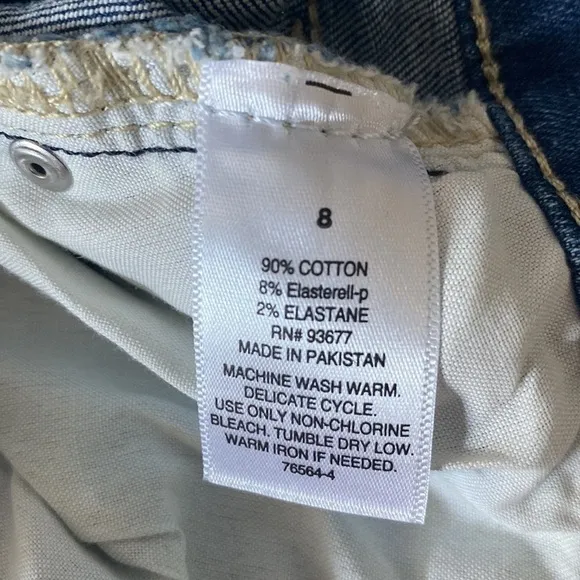 8
90% COTTON
8% Elasterell-p
2% ELASTANE
RN# 93677
MADE IN PAKISTAN
MACHINE WASH WARM.
DELICATE CYCLE.
USE ONLY NON-CHLORINE
BLEACH. TUMBLE DRY LOW.
WARM IRON IF NEEDED.
76564-4